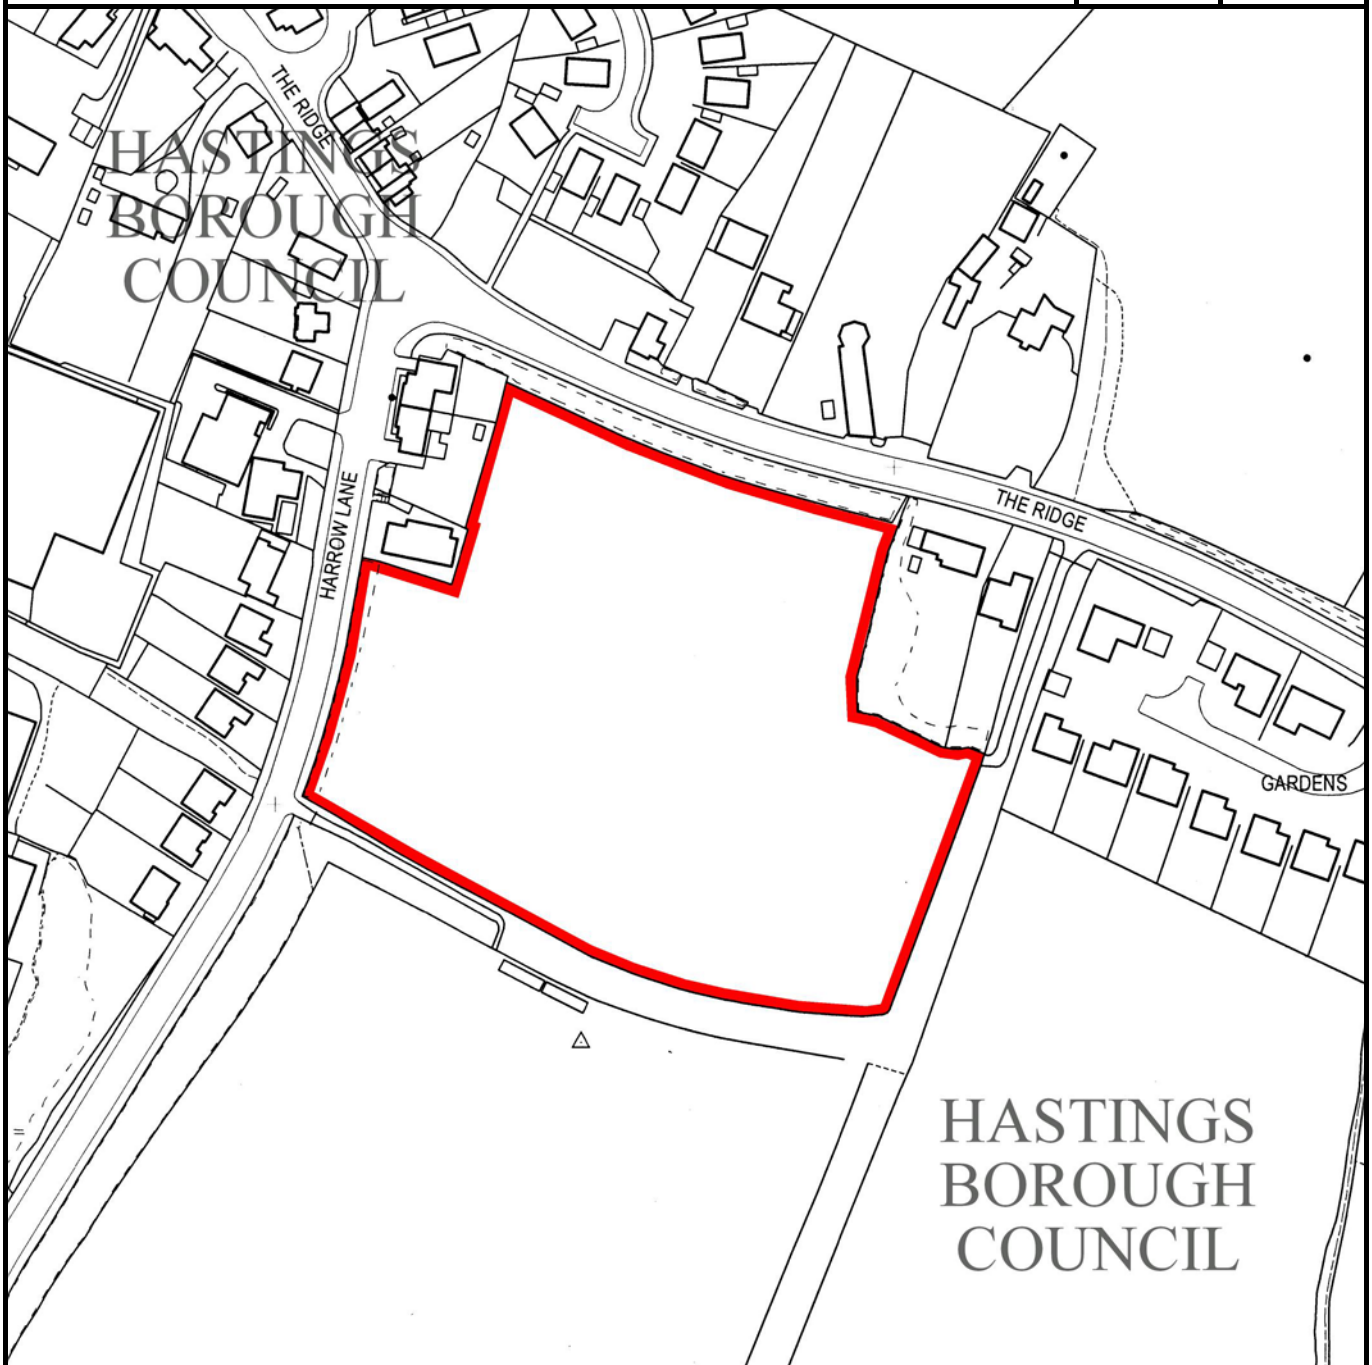 THE RIDGE
HASTINGS
BOROUGH
COUNCIL
HARROW LANE
THE RIDGE
GARDENS
HASTINGS
BOROUGH
COUNCIL